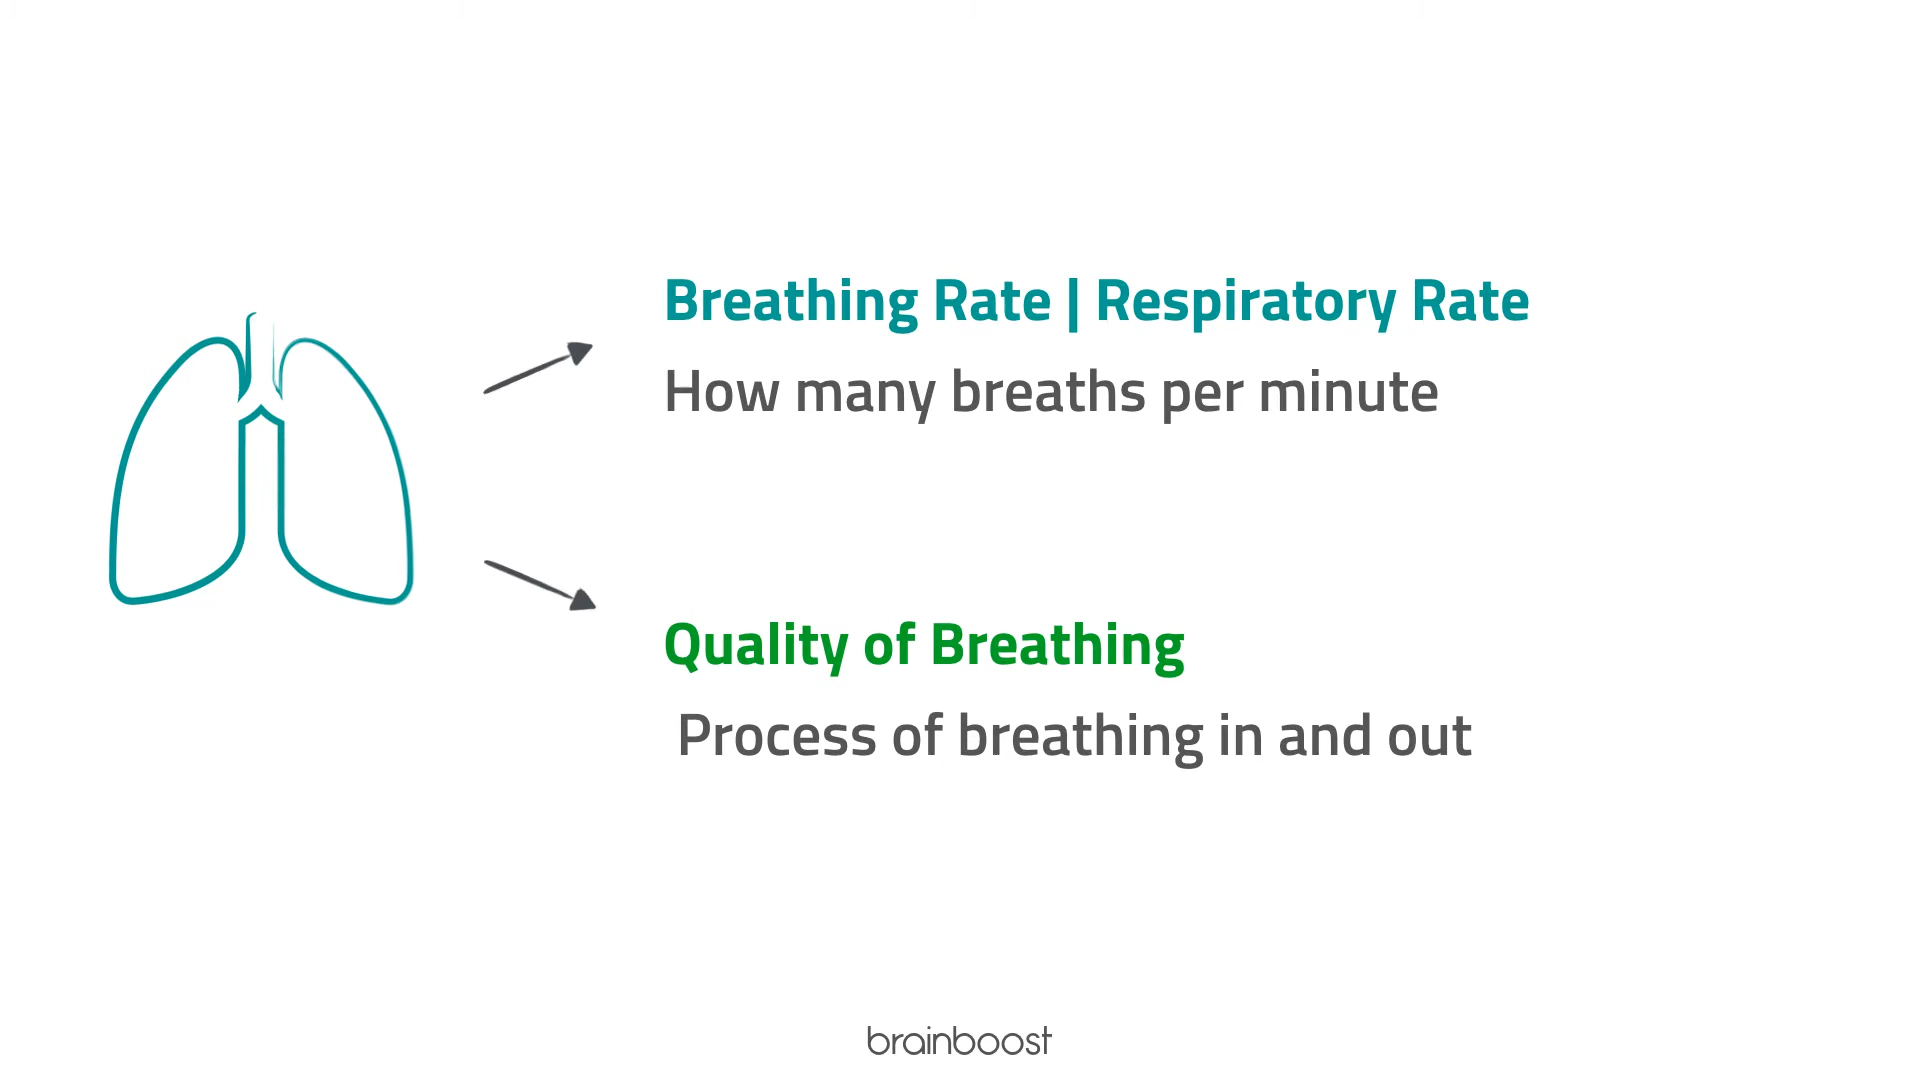 Breathing Rate | Respiratory Rate
How many breaths per minute
Quality of Breathing
Process of breathing in and out
brainboost